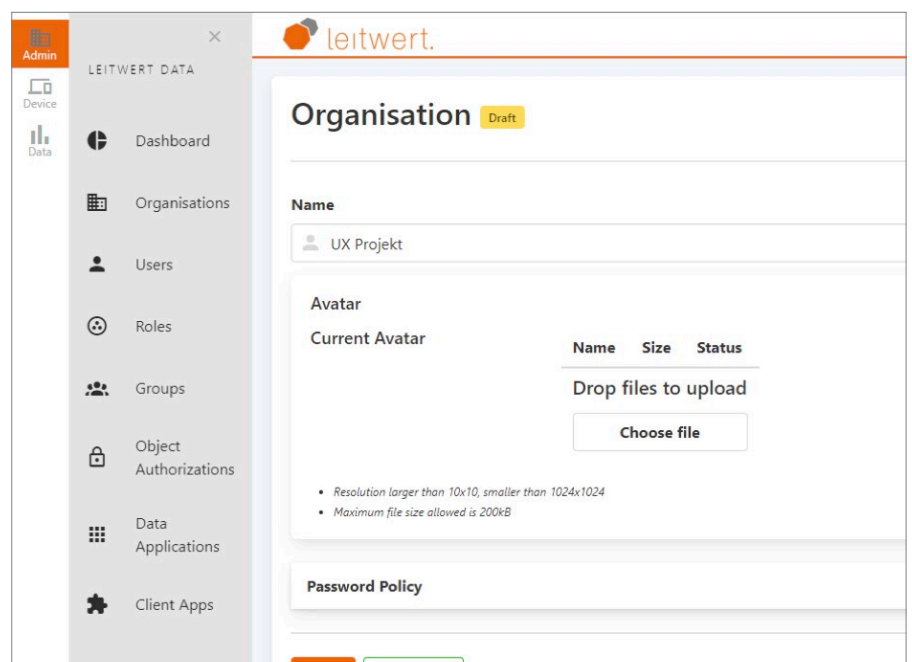 Admin
Device
Data
LEITWERT DATA
Dashboard
Organisations
Users
Roles
Groups
Object
Authorizations
Data
Applications
Client Apps
leitwert.
Organisation Draft
Name
UX Projekt
Avatar
Current Avatar
Name Size Status
Drop files to upload
Choose file
• Resolution larger than 10x10, smaller than 1024x1024
• Maximum file size allowed is 200kB
Password Policy